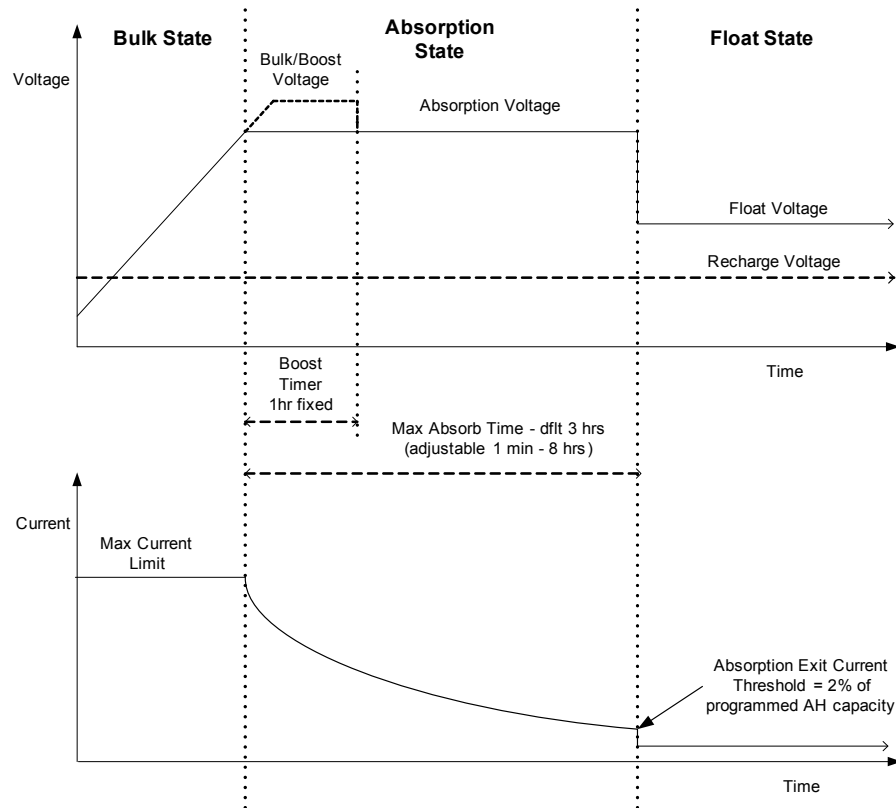 Bulk State
Absorption
State
Float State
Voltage
Bulk/Boost
Voltage
Absorption Voltage
Float Voltage
Recharge Voltage
Time
Boost
Timer
1hr fixed
Max Absorb Time - dflt 3 hrs
(adjustable 1 min - 8 hrs)
Current
Max Current
Limit
Absorption Exit Current
Threshold = 2% of
programmed AH capacity
Time